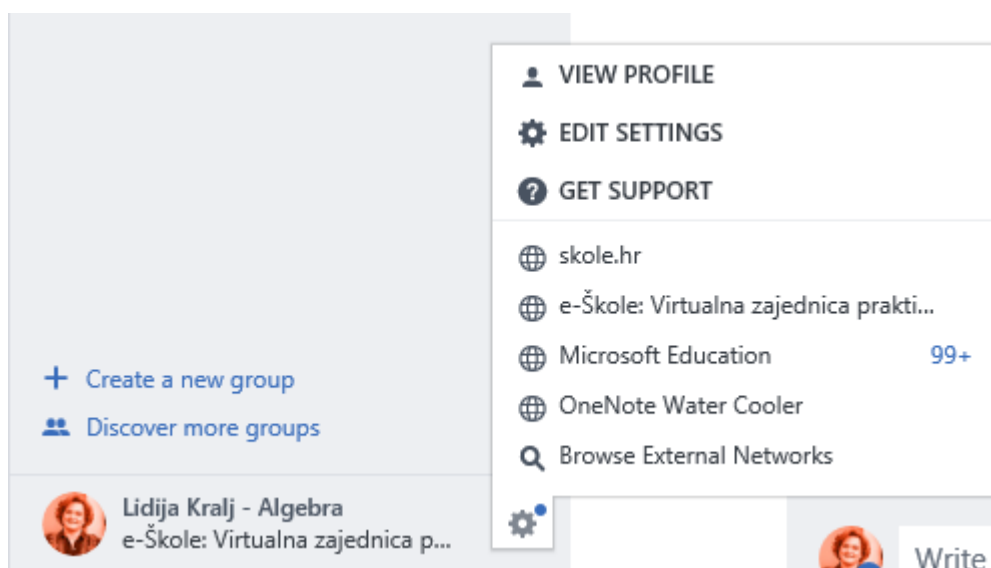 VIEW PROFILE
EDIT SETTINGS
GET SUPPORT
skole.hr
e-Škole: Virtualna zajednica prakti...
Microsoft Education 99+
OneNote Water Cooler
Browse External Networks
+ Create a new group
Discover more groups
Lidija Kralj - Algebra
e-Škole: Virtualna zajednica p...
Write